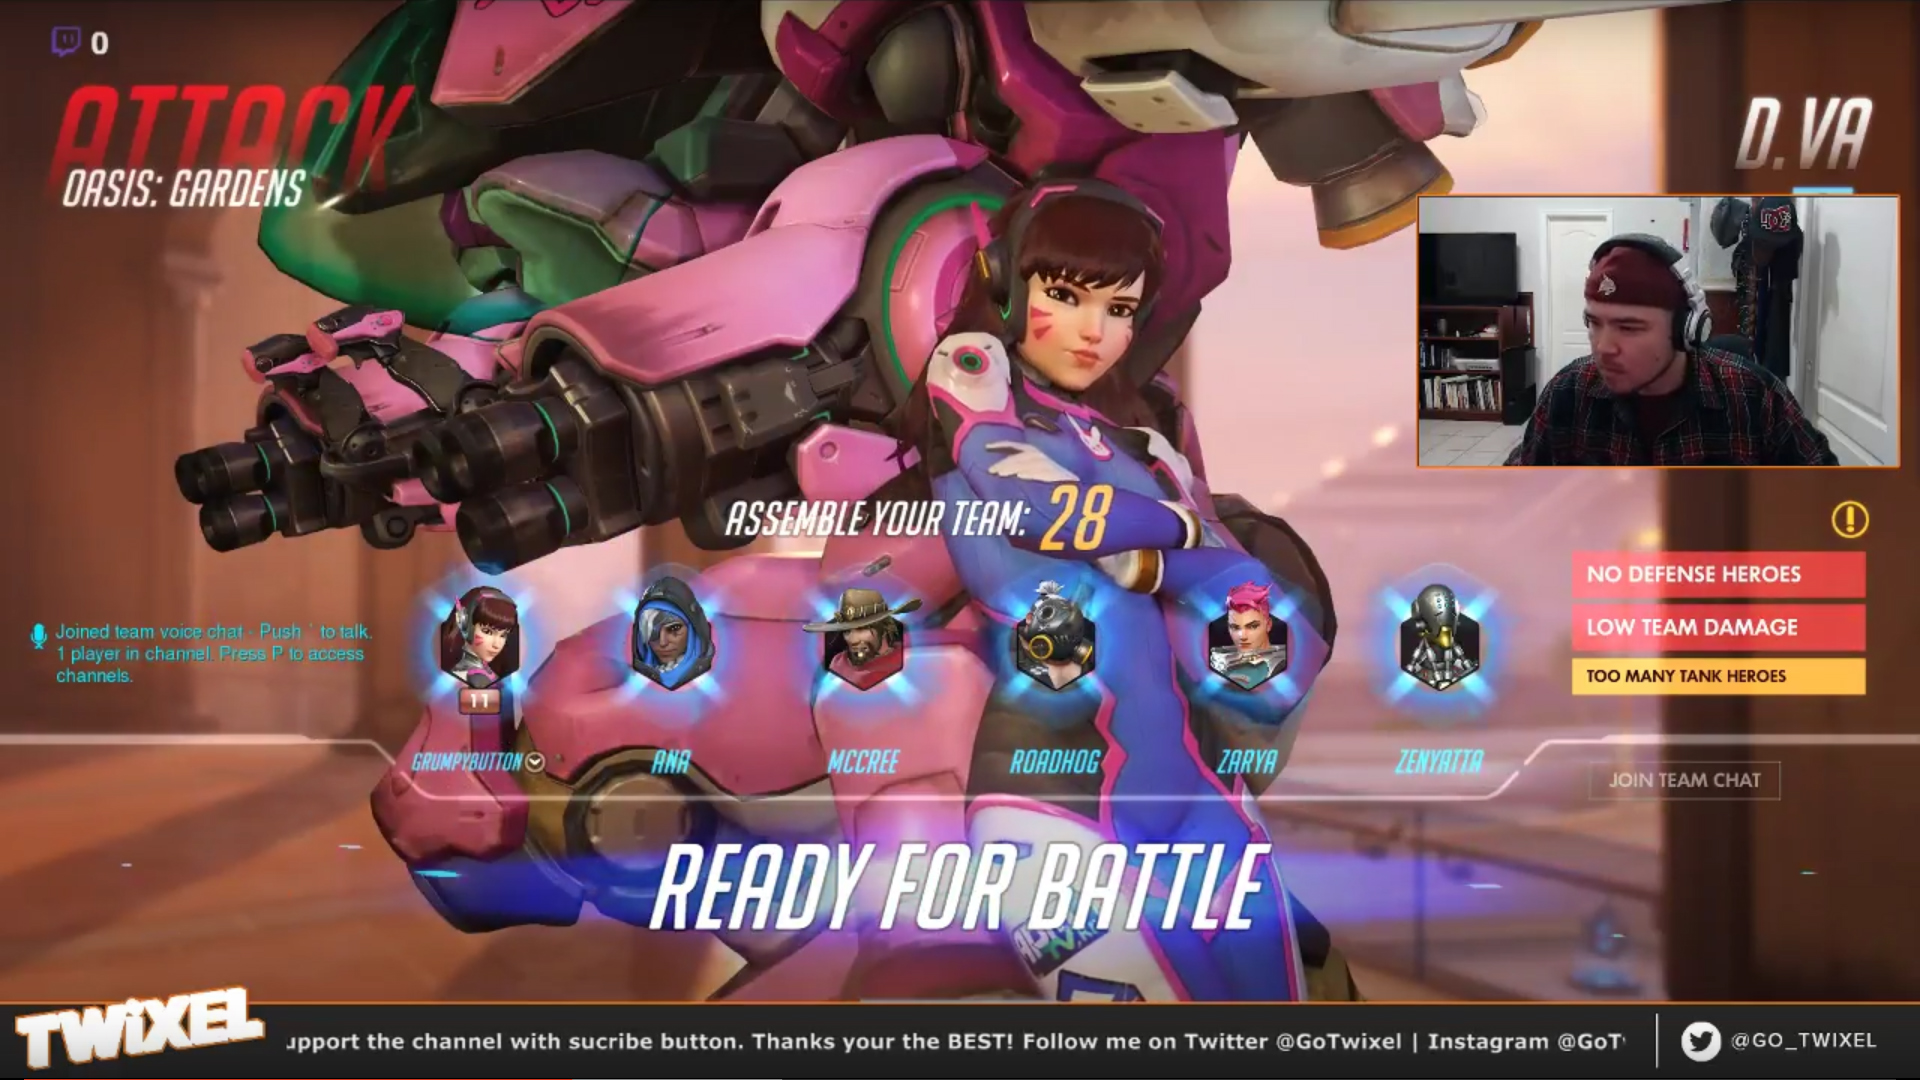 0
ATTACK
OASIS: GARDENS
D.VA
ASSEMBLE YOUR TEAM: 28
NO DEFENSE HEROES
LOW TEAM DAMAGE
TOO MANY TANK HEROES
Joined team voice chat - Push ` to talk.
1 player in channel. Press P to access
channels.
11
GRUMPYBUTTON
ANA
MCCREE
ROADHOG
ZARYA
ZENYATTA
JOIN TEAM CHAT
READY FOR BATTLE
TWiXEL
upport the channel with sucribe button. Thanks your the BEST! Follow me on Twitter @GoTwixel | Instagram @GoT
@GO_TWIXEL